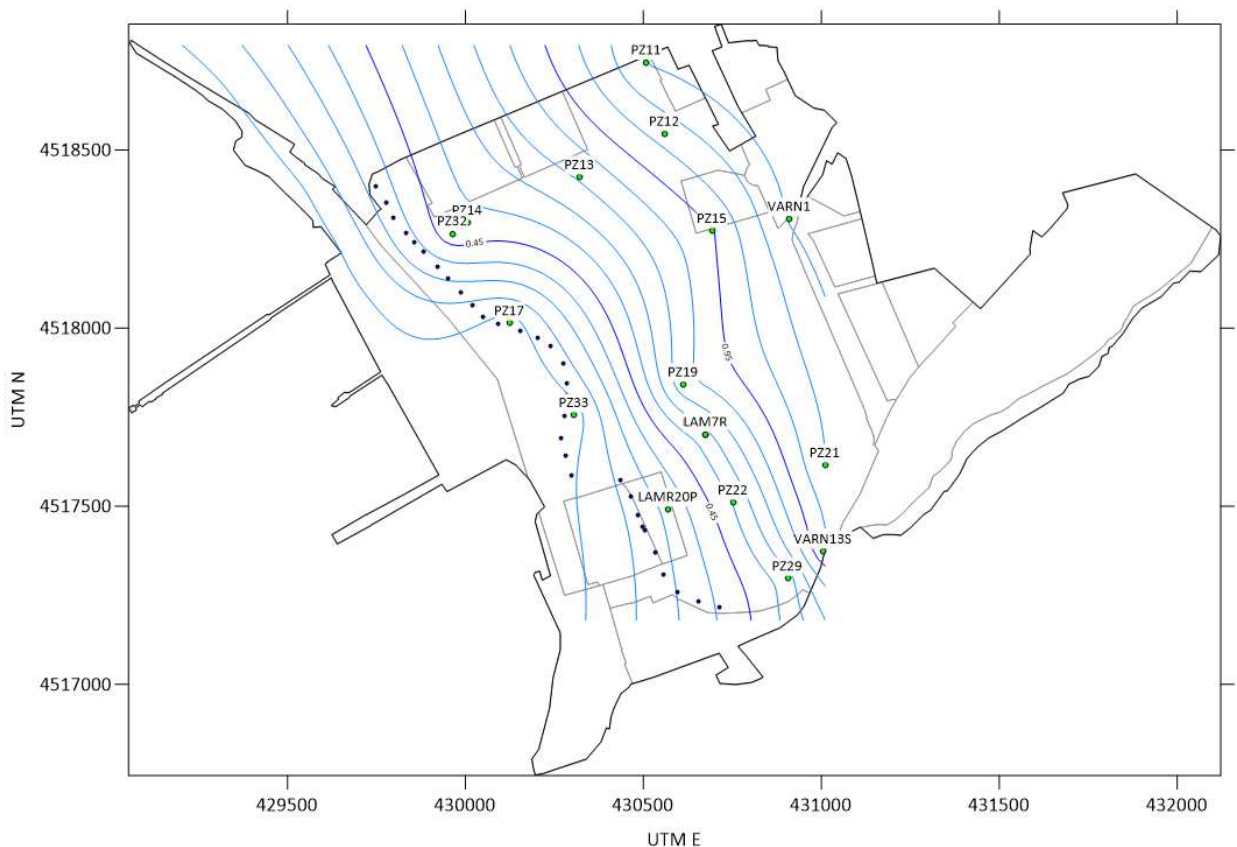 PZ11
4518500
PZ12
PZ13
VARN1
PZ14
PZ32
PZ15
0.45
4518000
PZ17
0.95
PZ19
PZ33
LAM7R
PZ21
4517500
LAMR20P
PZ22
0.45
VARN13S
PZ29
4517000
UTM N
429500
430000
430500
431000
431500
432000
UTM E